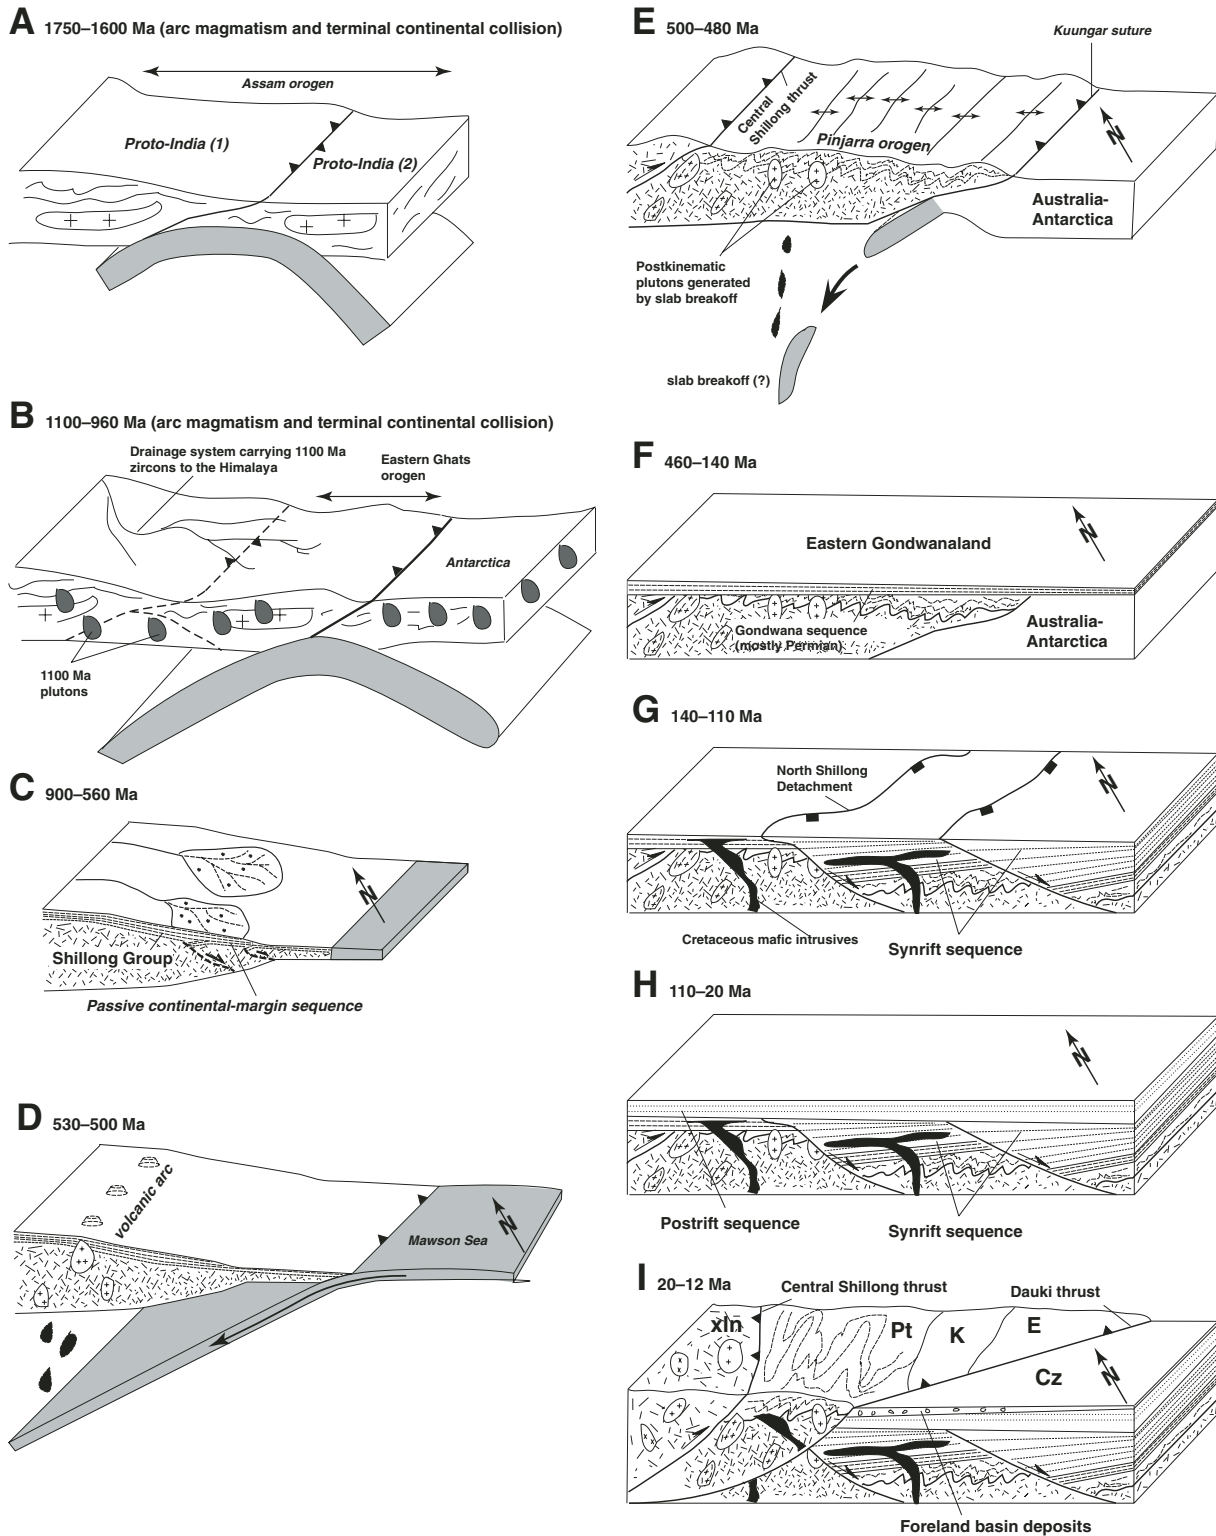 A 1750–1600 Ma (arc magmatism and terminal continental collision)
Assam orogen
Proto-India (1)
Proto-India (2)
B 1100–960 Ma (arc magmatism and terminal continental collision)
Drainage system carrying 1100 Ma
zircons to the Himalaya
Eastern Ghats
orogen
Antarctica
1100 Ma
plutons
C 900–560 Ma
N
Shillong Group
Passive continental-margin sequence
D 530–500 Ma
volcanic arc
Mawson Sea
N
E 500–480 Ma
Kuungar suture
Central
Shillong thrust
Pinjarra orogen
N
Australia-
Antarctica
Postkinematic
plutons generated
by slab breakoff
slab breakoff (?)
F 460–140 Ma
N
Eastern Gondwanaland
Gondwana sequence
(mostly Permian)
Australia-
Antarctica
G 140–110 Ma
North Shillong
Detachment
N
Cretaceous mafic intrusives
Synrift sequence
H 110–20 Ma
N
Postrift sequence
Synrift sequence
I 20–12 Ma
Central Shillong thrust
Dauki thrust
xln
Pt
K
E
Cz
N
Foreland basin deposits